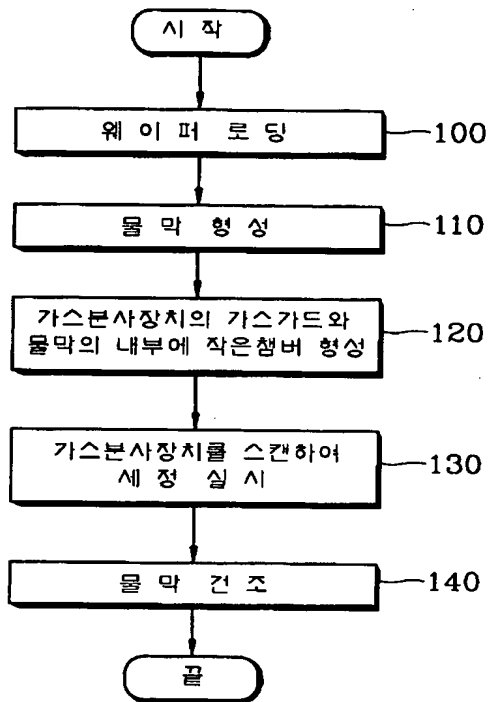 시 작
웨 이 퍼 로 딩
100
물 막 형 성
110
가스분사장치의 가스가드와
물막의 내부에 작은챔버 형성
120
가스분사장치를 스캔하여
세 정 실 시
130
물 막 건 조
140
끝